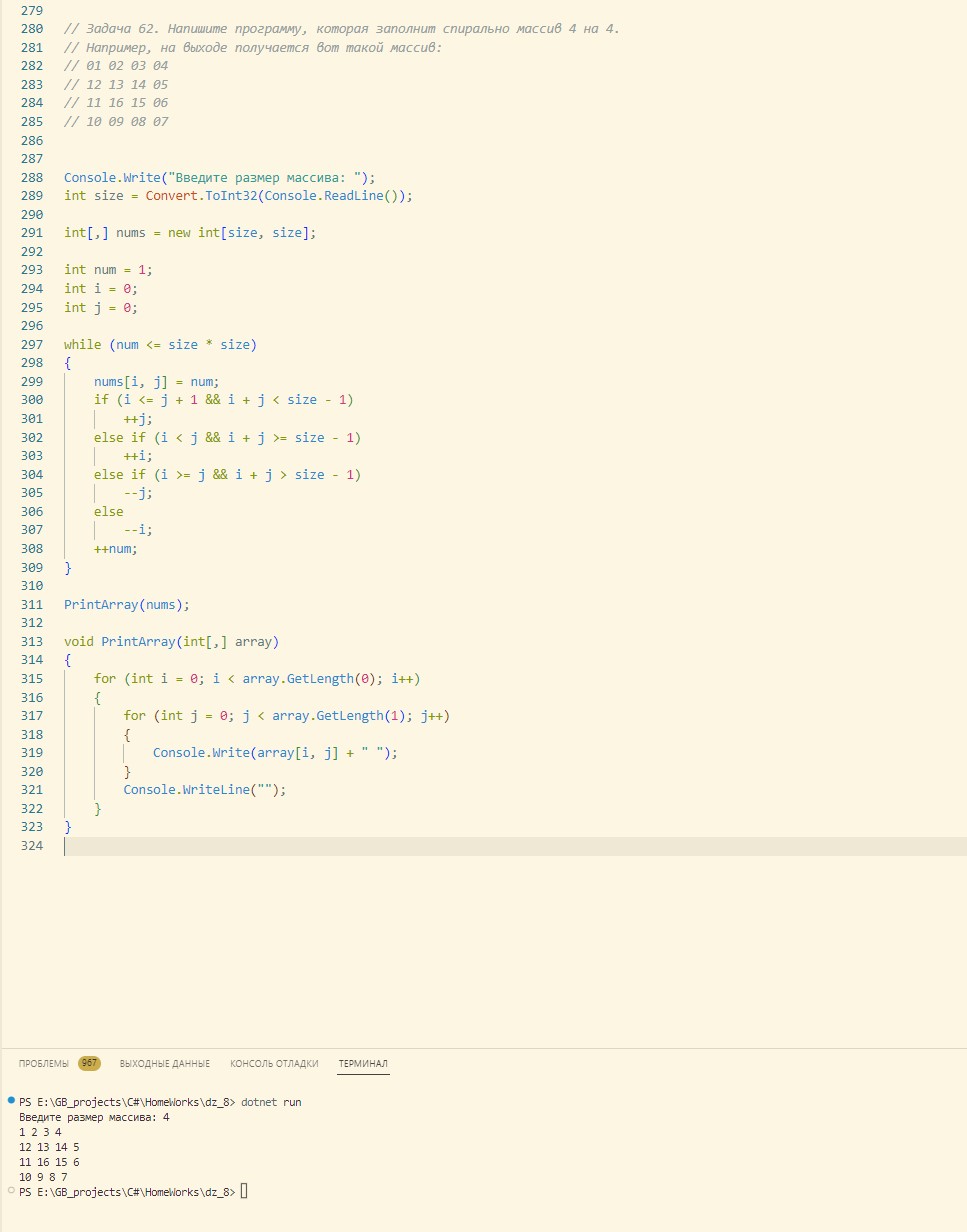 279
280 // Задача 62. Напишите программу, которая заполнит спирально массив 4 на 4.
281 // Например, на выходе получается вот такой массив:
282 // 01 02 03 04
283 // 12 13 14 05
284 // 11 16 15 06
285 // 10 09 08 07
286
287
288 Console.Write("Введите размер массива: ");
289 int size = Convert.ToInt32(Console.ReadLine());
290
291 int[,] nums = new int[size, size];
292
293 int num = 1;
294 int i = 0;
295 int j = 0;
296
297 while (num <= size * size)
298 {
299     nums[i, j] = num;
300     if (i <= j + 1 && i + j < size - 1)
301         ++j;
302     else if (i < j && i + j >= size - 1)
303         ++i;
304     else if (i >= j && i + j > size - 1)
305         --j;
306     else
307         --i;
308     ++num;
309 }
310
311 PrintArray(nums);
312
313 void PrintArray(int[,] array)
314 {
315     for (int i = 0; i < array.GetLength(0); i++)
316     {
317         for (int j = 0; j < array.GetLength(1); j++)
318         {
319             Console.Write(array[i, j] + " ");
320         }
321         Console.WriteLine("");
322     }
323 }
324
ПРОБЛЕМЫ 967 ВЫХОДНЫЕ ДАННЫЕ КОНСОЛЬ ОТЛАДКИ ТЕРМИНАЛ
PS E:\GB_projects\C#\HomeWorks\dz_8> dotnet run
Введите размер массива: 4
1 2 3 4
12 13 14 5
11 16 15 6
10 9 8 7
PS E:\GB_projects\C#\HomeWorks\dz_8>